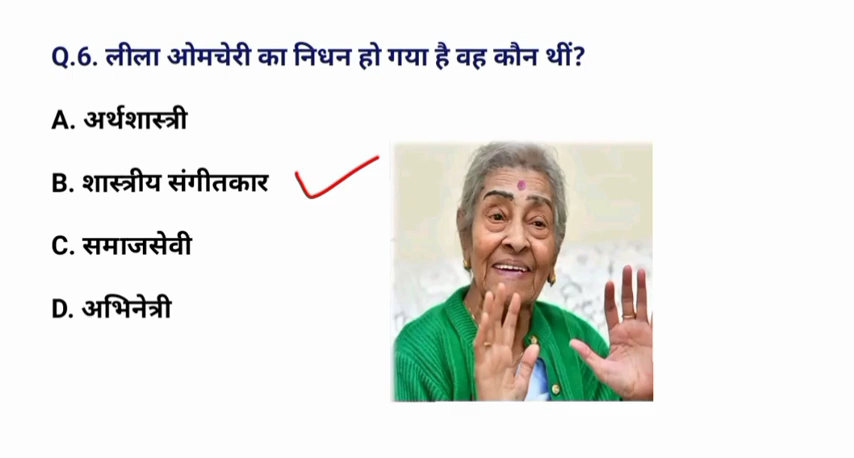 Q.6. लीला ओमचेरी का निधन हो गया है वह कौन थीं?
A. अर्थशास्त्री
B. शास्त्रीय संगीतकार
C. समाजसेवी
D. अभिनेत्री